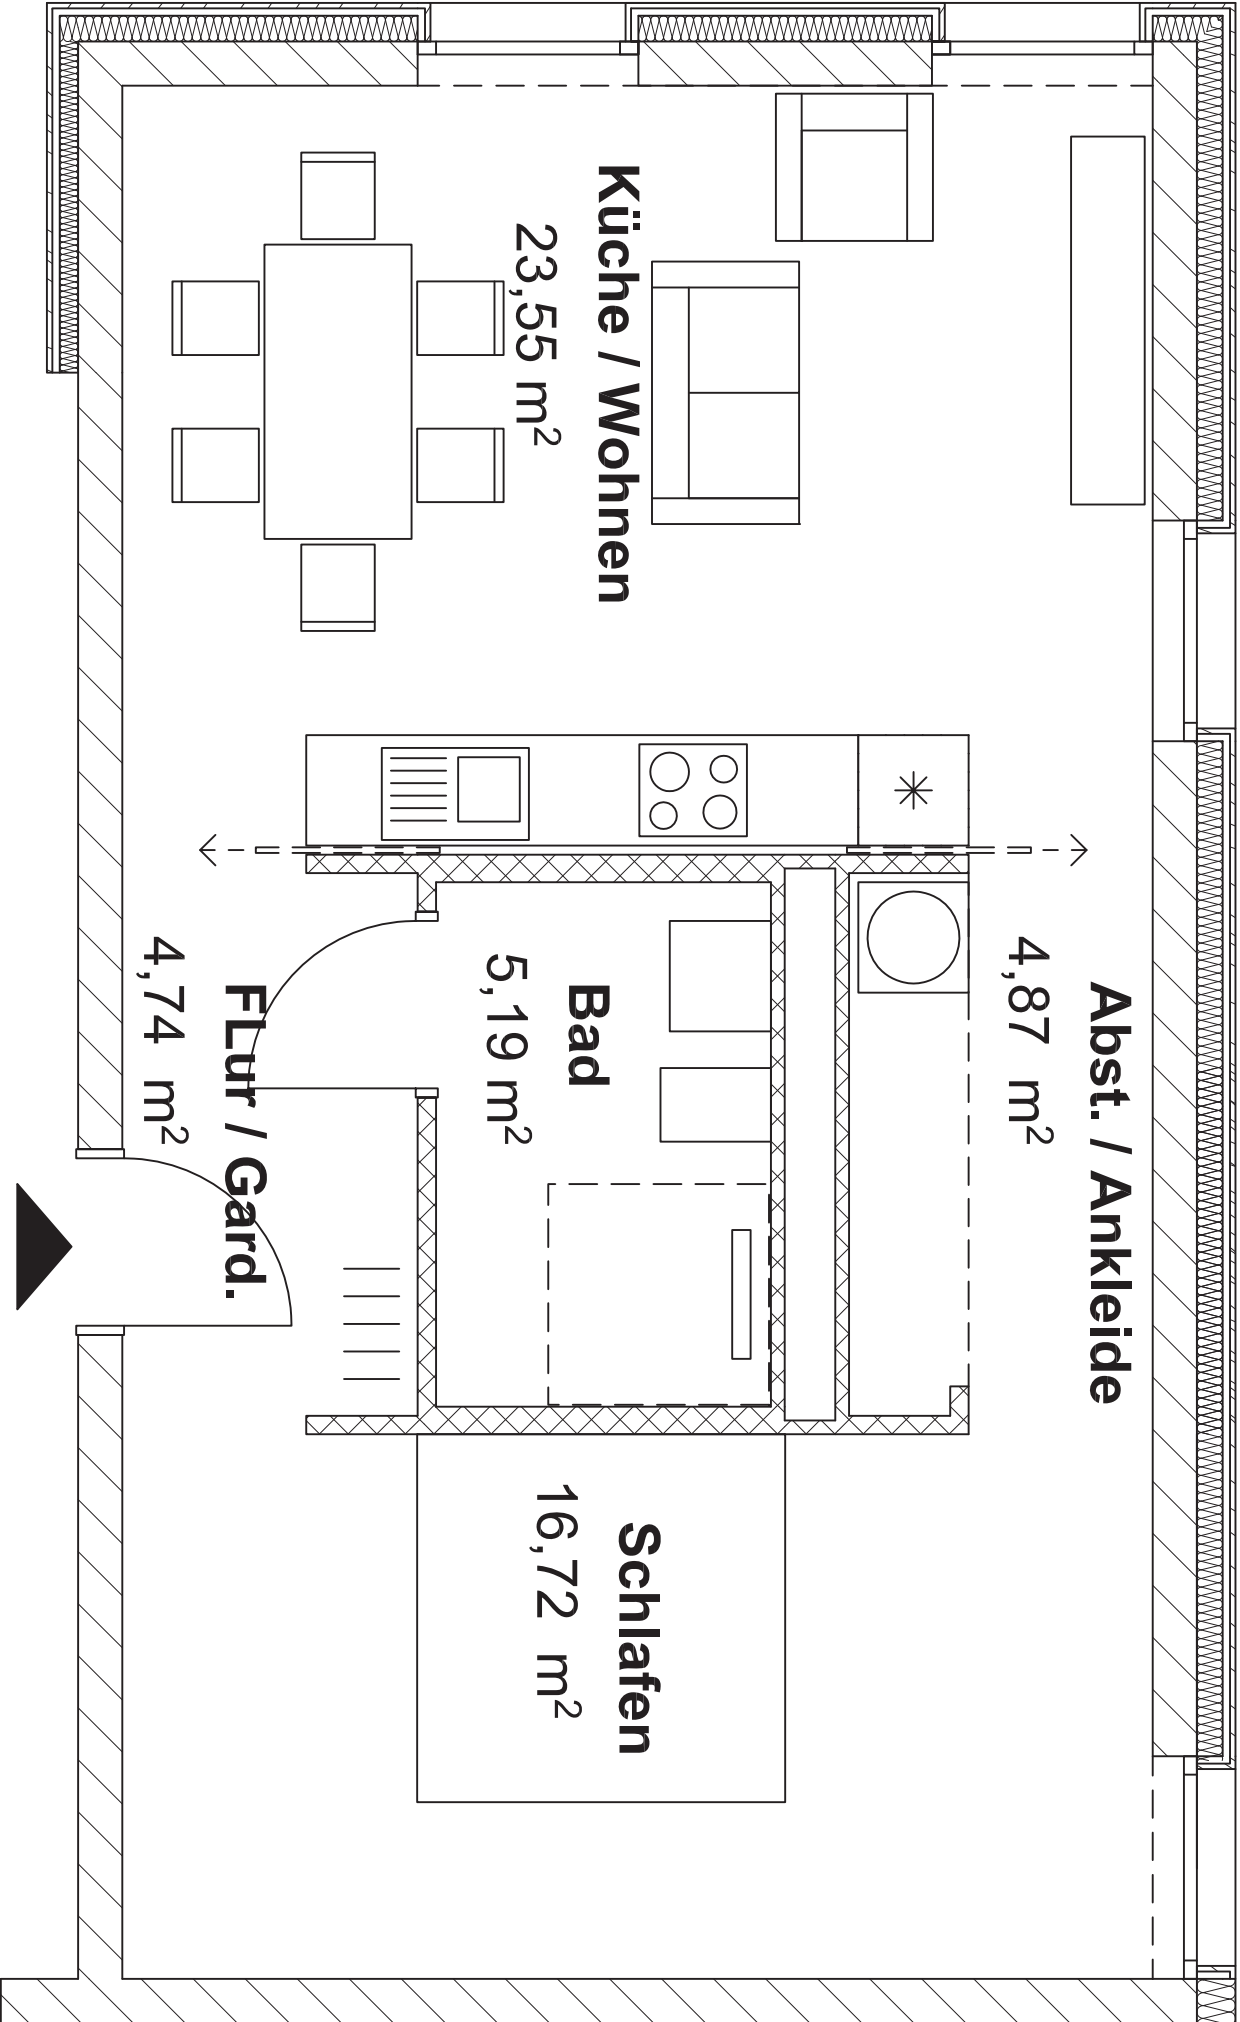 Abst. / Ankleide
4,87 m²
Küche / Wohnen
23,55 m²
Bad
5,19 m²
Schlafen
16,72 m²
FLur / Gard.
4,74 m²